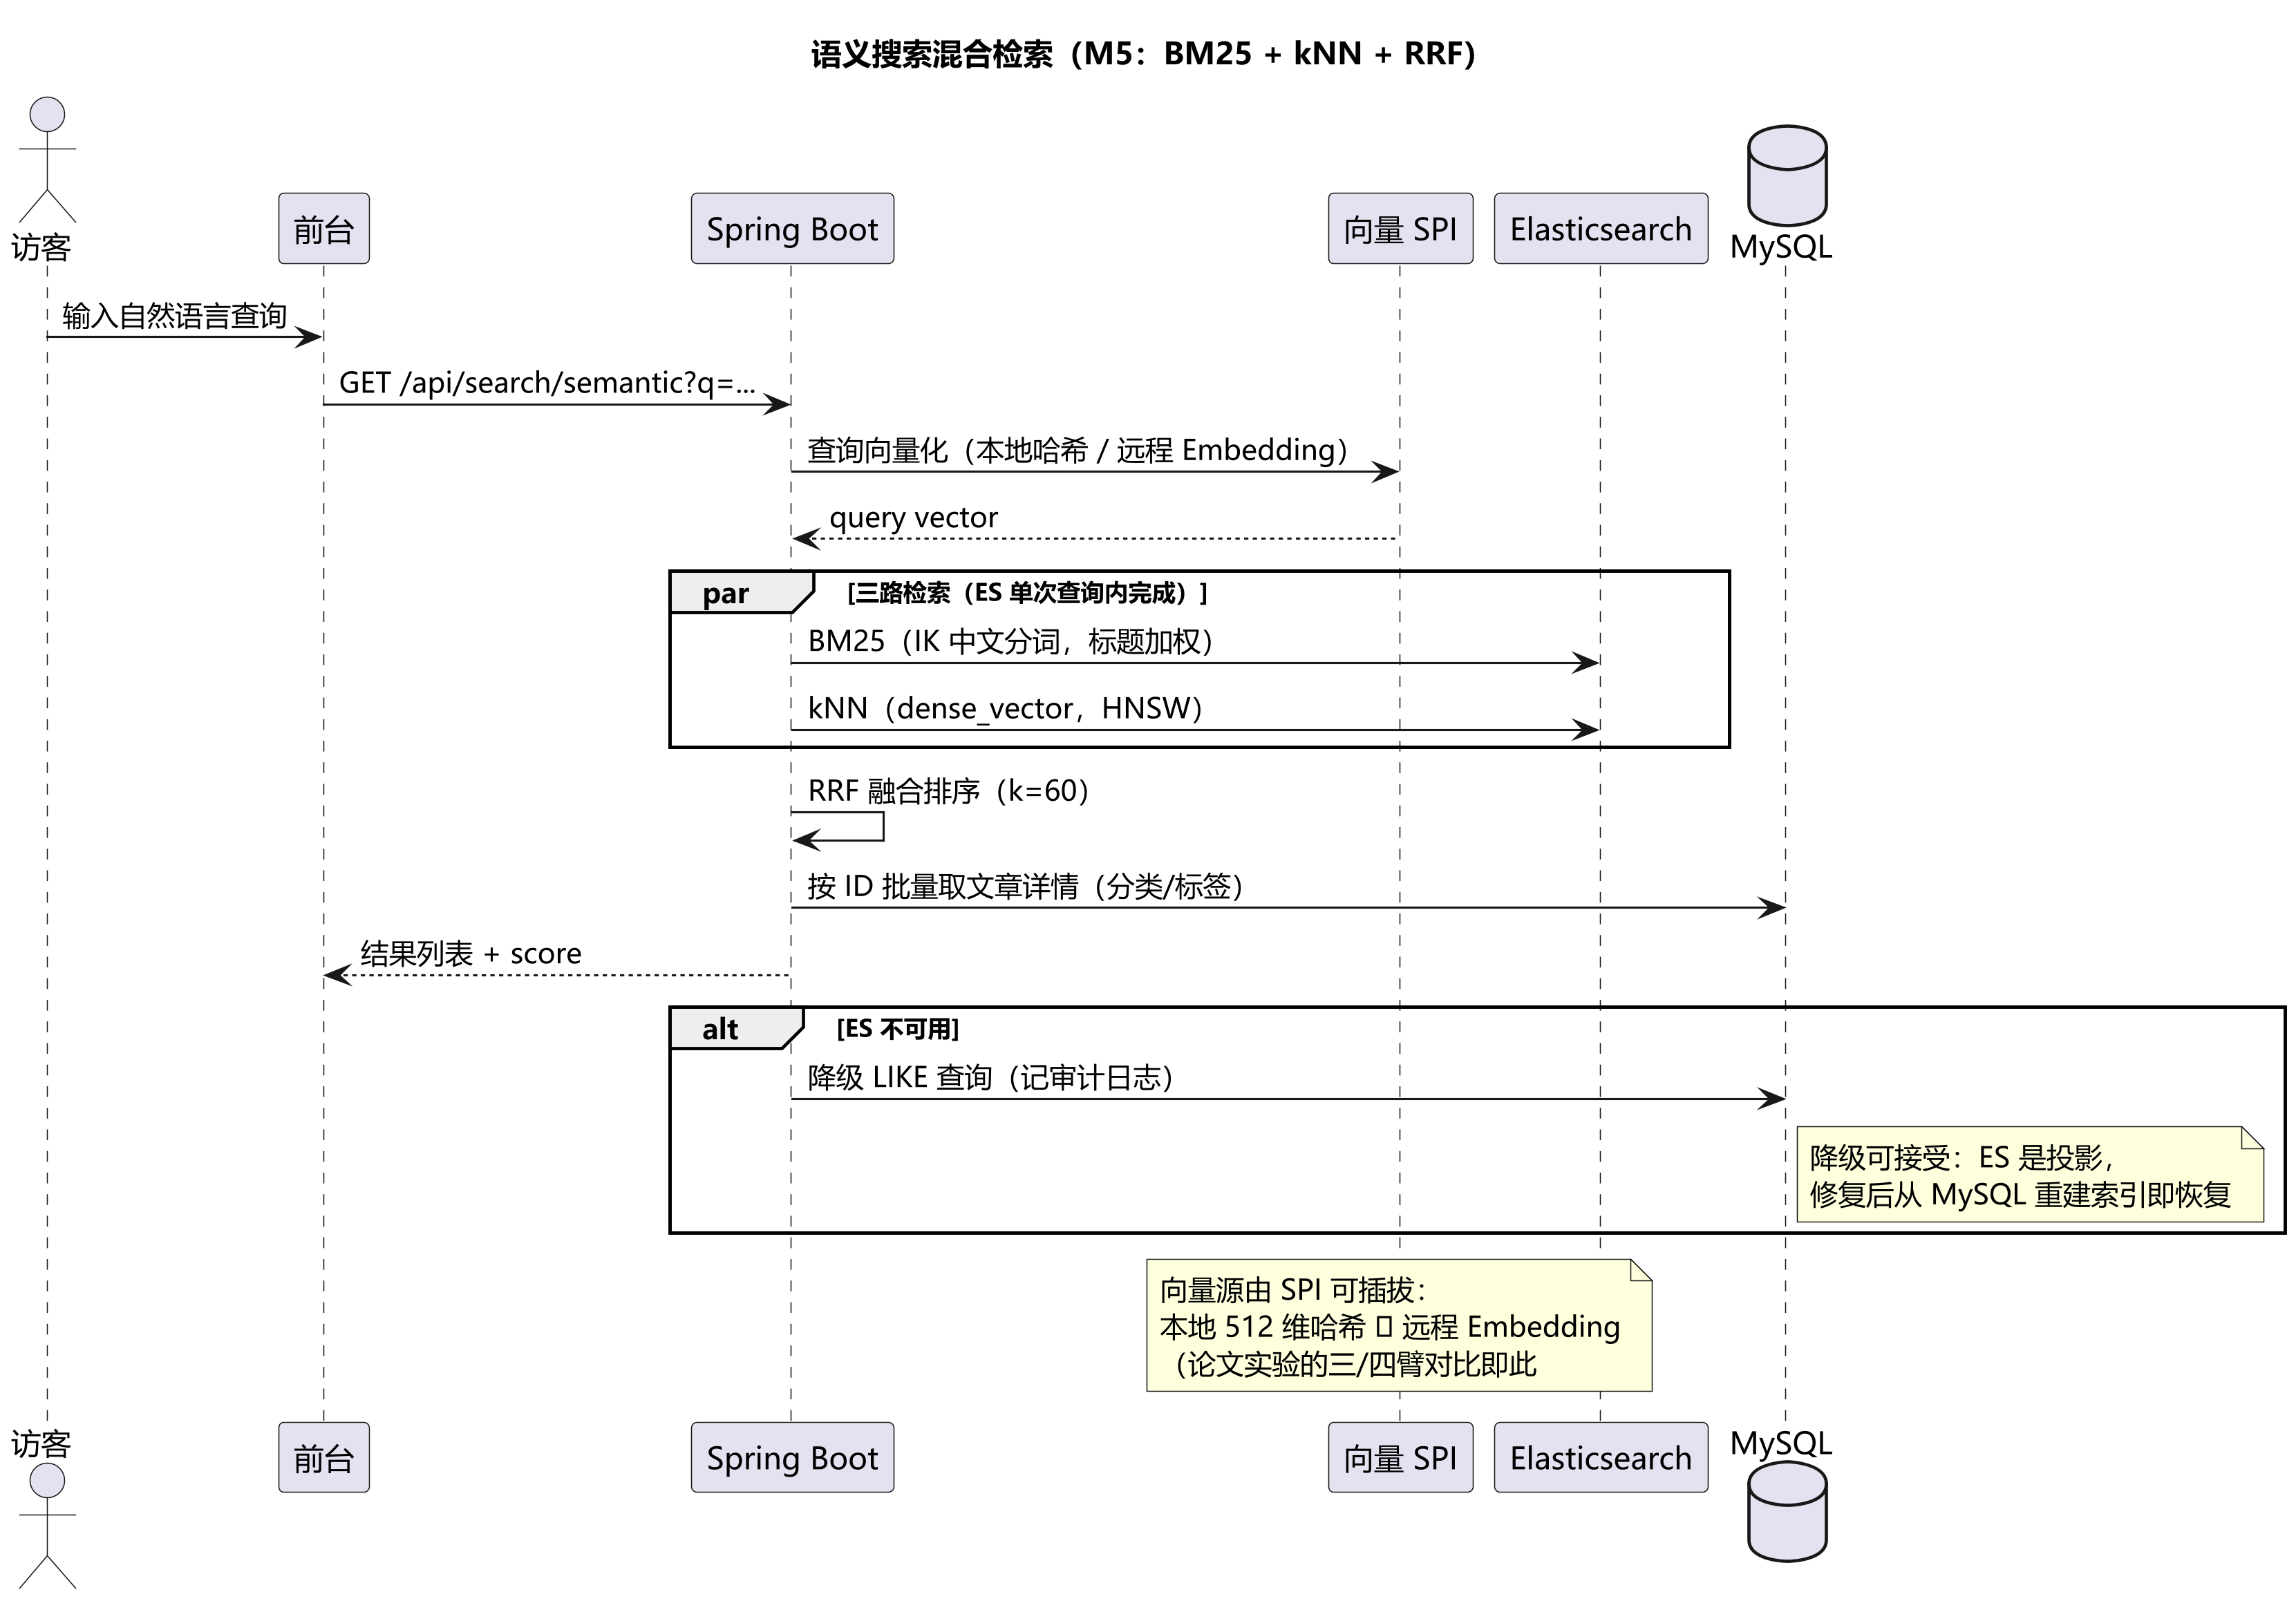 语义搜索混合检索（M5：BM25 + kNN + RRF）
访客
前台
Spring Boot
向量 SPI
Elasticsearch
MySQL
输入自然语言查询
GET /api/search/semantic?q=...
查询向量化（本地哈希 / 远程 Embedding）
query vector
par [三路检索（ES 单次查询内完成）]
BM25（IK 中文分词，标题加权）
kNN（dense_vector，HNSW）
RRF 融合排序（k=60）
按 ID 批量取文章详情（分类/标签）
结果列表 + score
alt [ES 不可用]
降级 LIKE 查询（记审计日志）
降级可接受：ES 是投影，
修复后从 MySQL 重建索引即恢复
向量源由 SPI 可插拔：
本地 512 维哈希 ▯ 远程 Embedding
（论文实验的三/四臂对比即此
访客
前台
Spring Boot
向量 SPI
Elasticsearch
MySQL